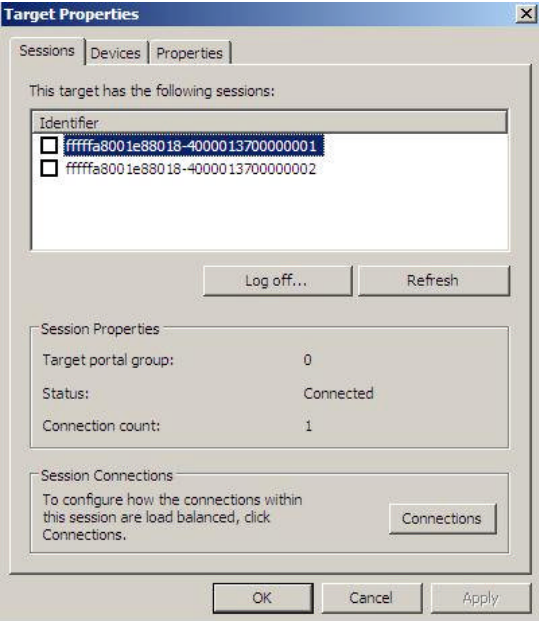 Target Properties
Sessions Devices Properties
This target has the following sessions:
Identifier
fffffa8001e88018-4000013700000001
fffffa8001e88018-4000013700000002
Log off... Refresh
Session Properties
Target portal group: 0
Status: Connected
Connection count: 1
Session Connections
To configure how the connections within
this session are load balanced, click
Connections.
Connections
OK Cancel Apply